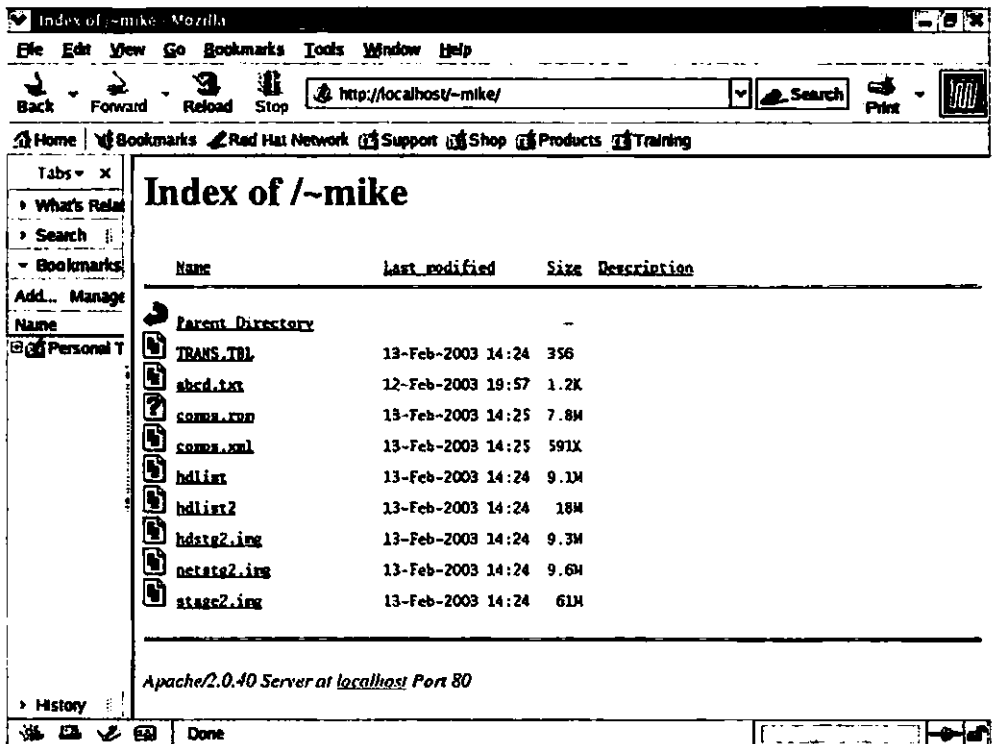 Index of /~mike - Mozilla
File Edit View Go Bookmarks Tools Window Help
Back Forward Reload Stop http://localhost/~mike/ Search Print
Home Bookmarks Red Hat Network Support Shop Products Training
Tabs
What's Relat
Search
Bookmarks
Add... Manage
Name
Personal T
History
Index of /~mike
Name Last modified Size Description
Parent Directory -
TRANS.TBL 13-Feb-2003 14:24 356
abcd.txt 12-Feb-2003 19:57 1.2K
comps.rpm 13-Feb-2003 14:25 7.8M
comps.xml 13-Feb-2003 14:25 591K
hdlist 13-Feb-2003 14:24 9.1M
hdlist2 13-Feb-2003 14:24 18M
hdstg2.img 13-Feb-2003 14:24 9.3M
netstg2.img 13-Feb-2003 14:24 9.6M
stage2.img 13-Feb-2003 14:24 61M
Apache/2.0.40 Server at localhost Port 80
Done